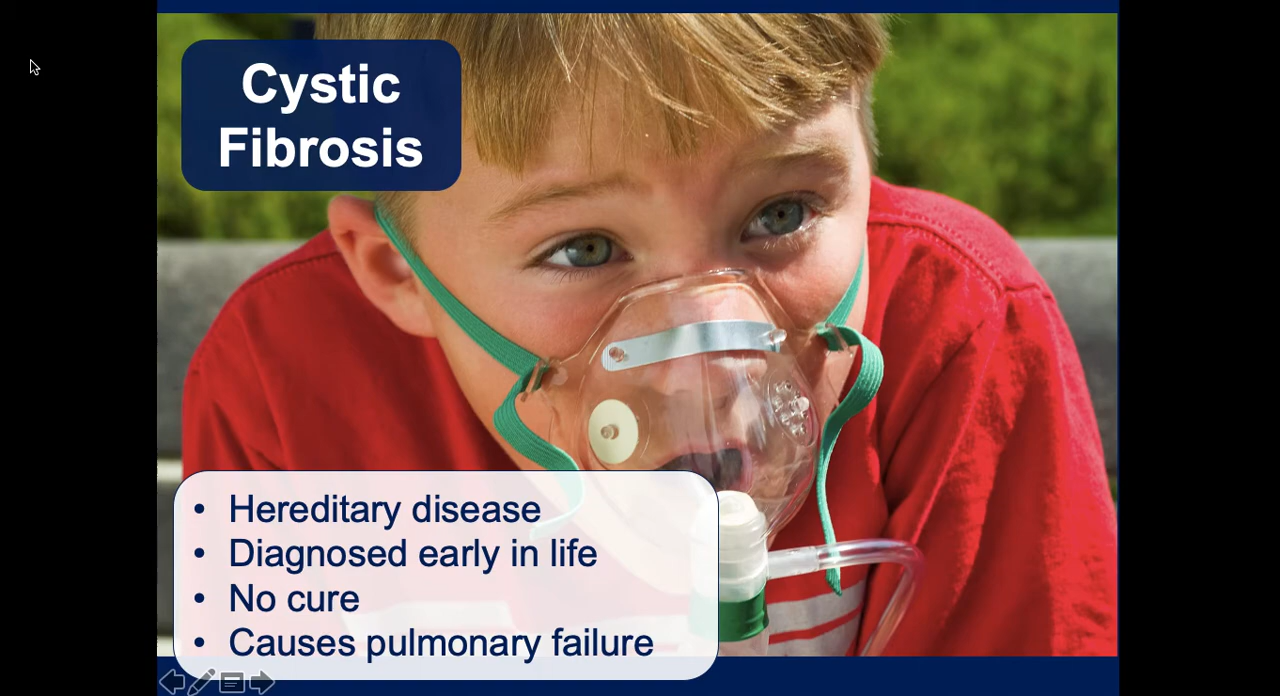 Cystic
Fibrosis
• Hereditary disease
• Diagnosed early in life
• No cure
• Causes pulmonary failure